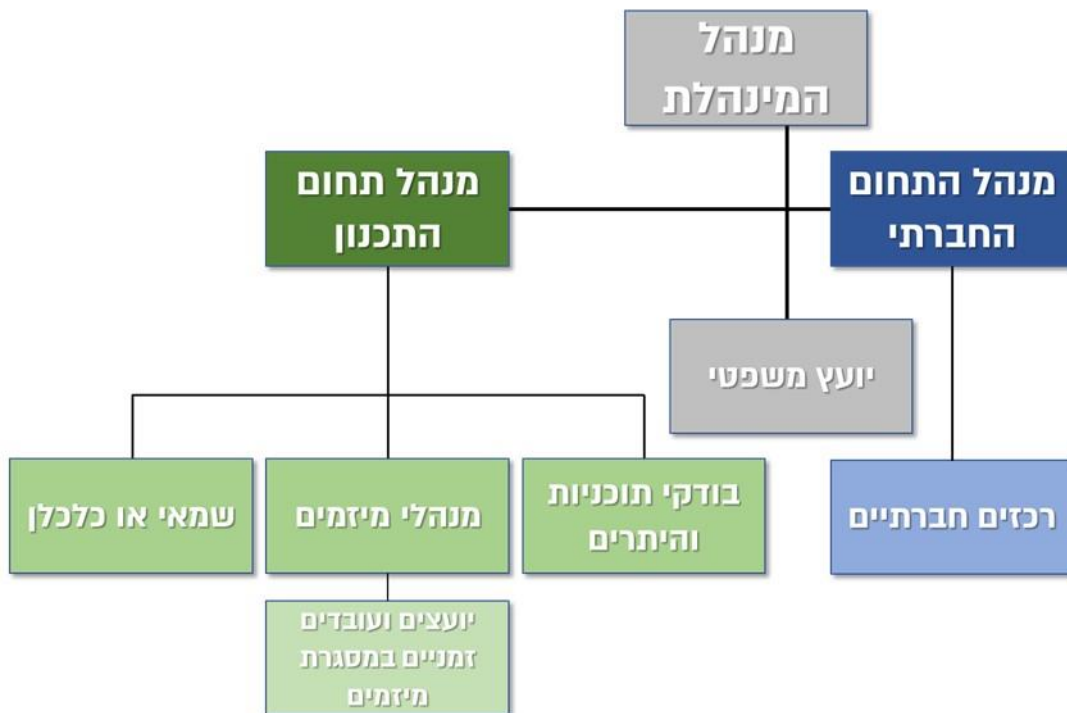 מנהל
המינהלת
מנהל התחום
החברתי
מנהל תחום
התכנון
יועץ משפטי
רכזים חברתיים
בודקי תוכניות
והיתרים
מנהלי מיזמים
שמאי או כלכלן
יועצים ועובדים
זמניים במסגרת
מיזמים